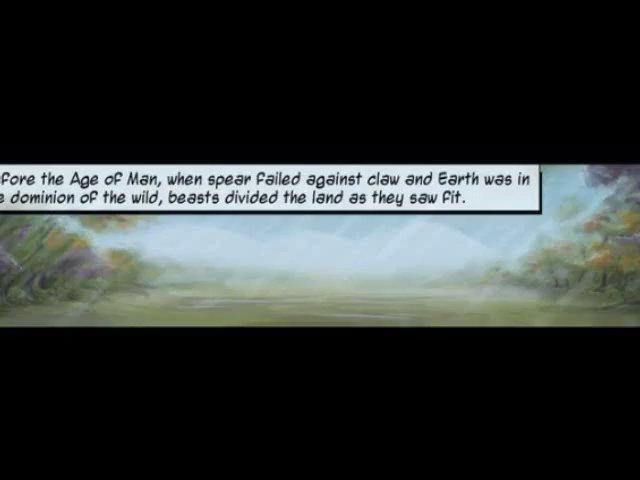 fore the Age of Man, when spear failed against claw and Earth was in
e dominion of the wild, beasts divided the land as they saw fit.